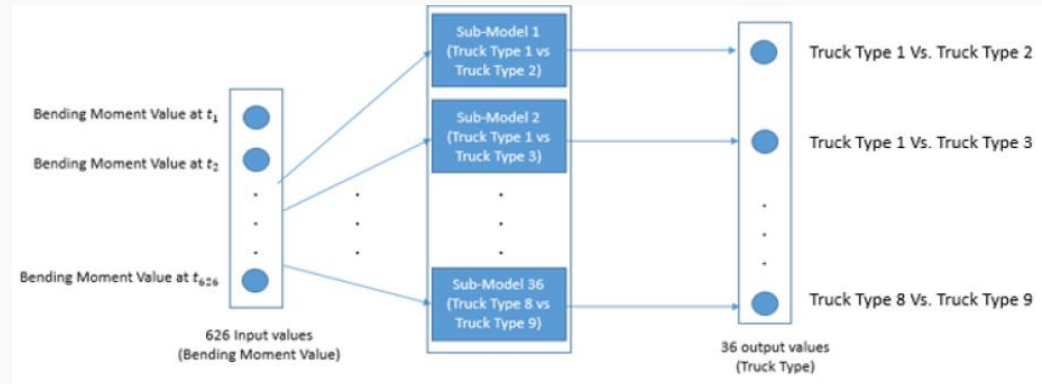 Bending Moment Value at t₁
Bending Moment Value at t₂
Bending Moment Value at t₆₂₆
626 Input values
(Bending Moment Value)
Sub-Model 1
(Truck Type 1 vs
Truck Type 2)
Sub-Model 2
(Truck Type 1 vs
Truck Type 3)
Sub-Model 36
(Truck Type 8 vs
Truck Type 9)
Truck Type 1 Vs. Truck Type 2
Truck Type 1 Vs. Truck Type 3
Truck Type 8 Vs. Truck Type 9
36 output values
(Truck Type)